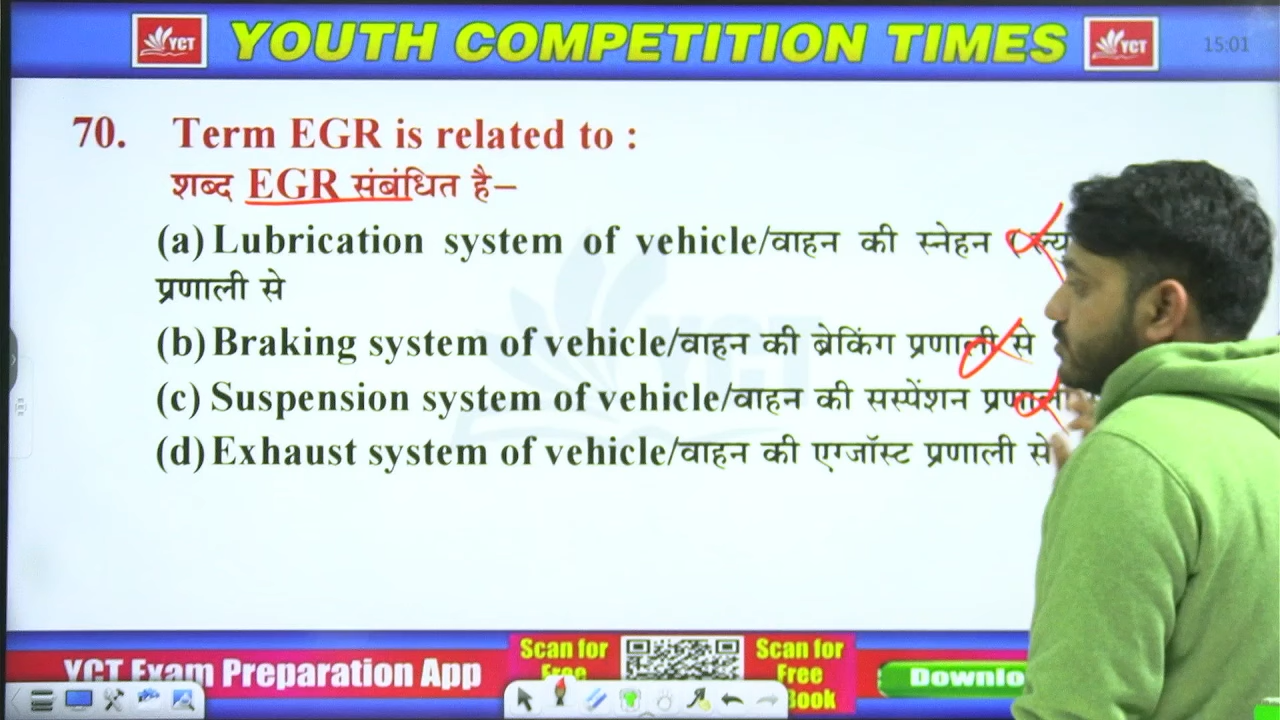 YCT
YOUTH COMPETITION TIMES
YCT
15:01
70. Term EGR is related to :
शब्द EGR संबंधित है–
(a) Lubrication system of vehicle/वाहन की स्नेहन
प्रणाली से
(b) Braking system of vehicle/वाहन की ब्रेकिंग प्रणाली से
(c) Suspension system of vehicle/वाहन की सस्पेंशन प्रणाली
(d) Exhaust system of vehicle/वाहन की एग्जॉस्ट प्रणाली से
YCT
YCT Exam Preparation App
Scan for
Free
Scan for
Free
Book